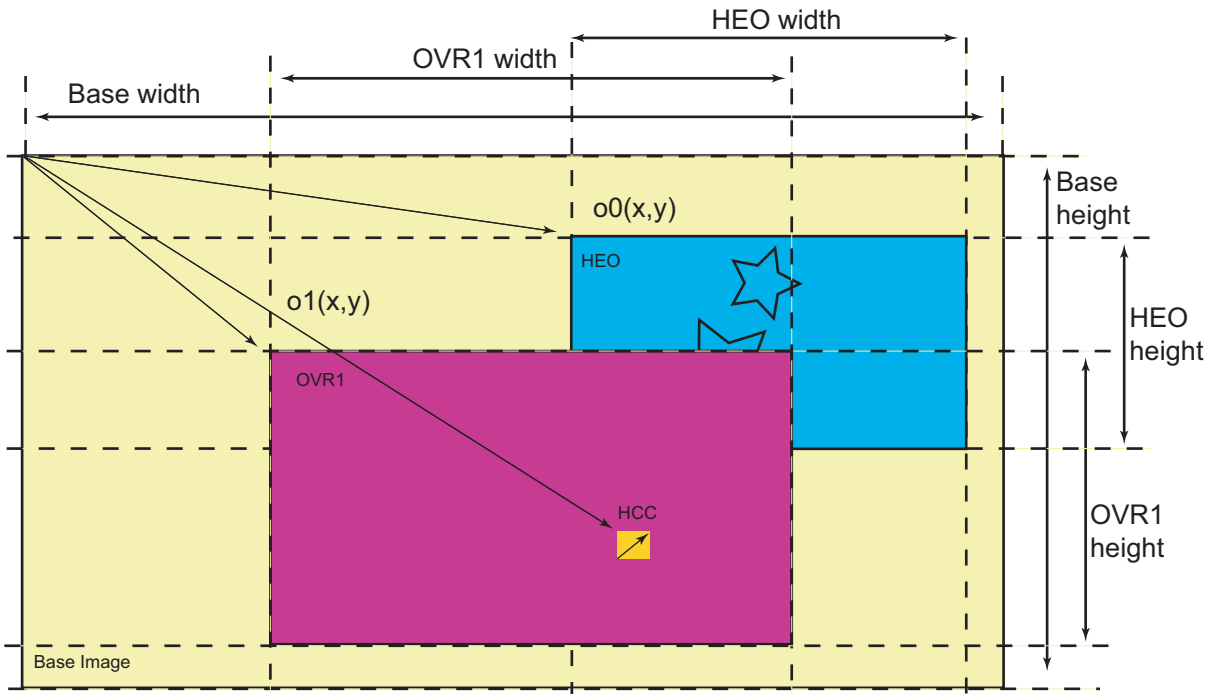 HEO width
OVR1 width
Base width
Base
height
o0(x,y)
HEO
o1(x,y)
HEO
height
OVR1
HCC
OVR1
height
Base Image